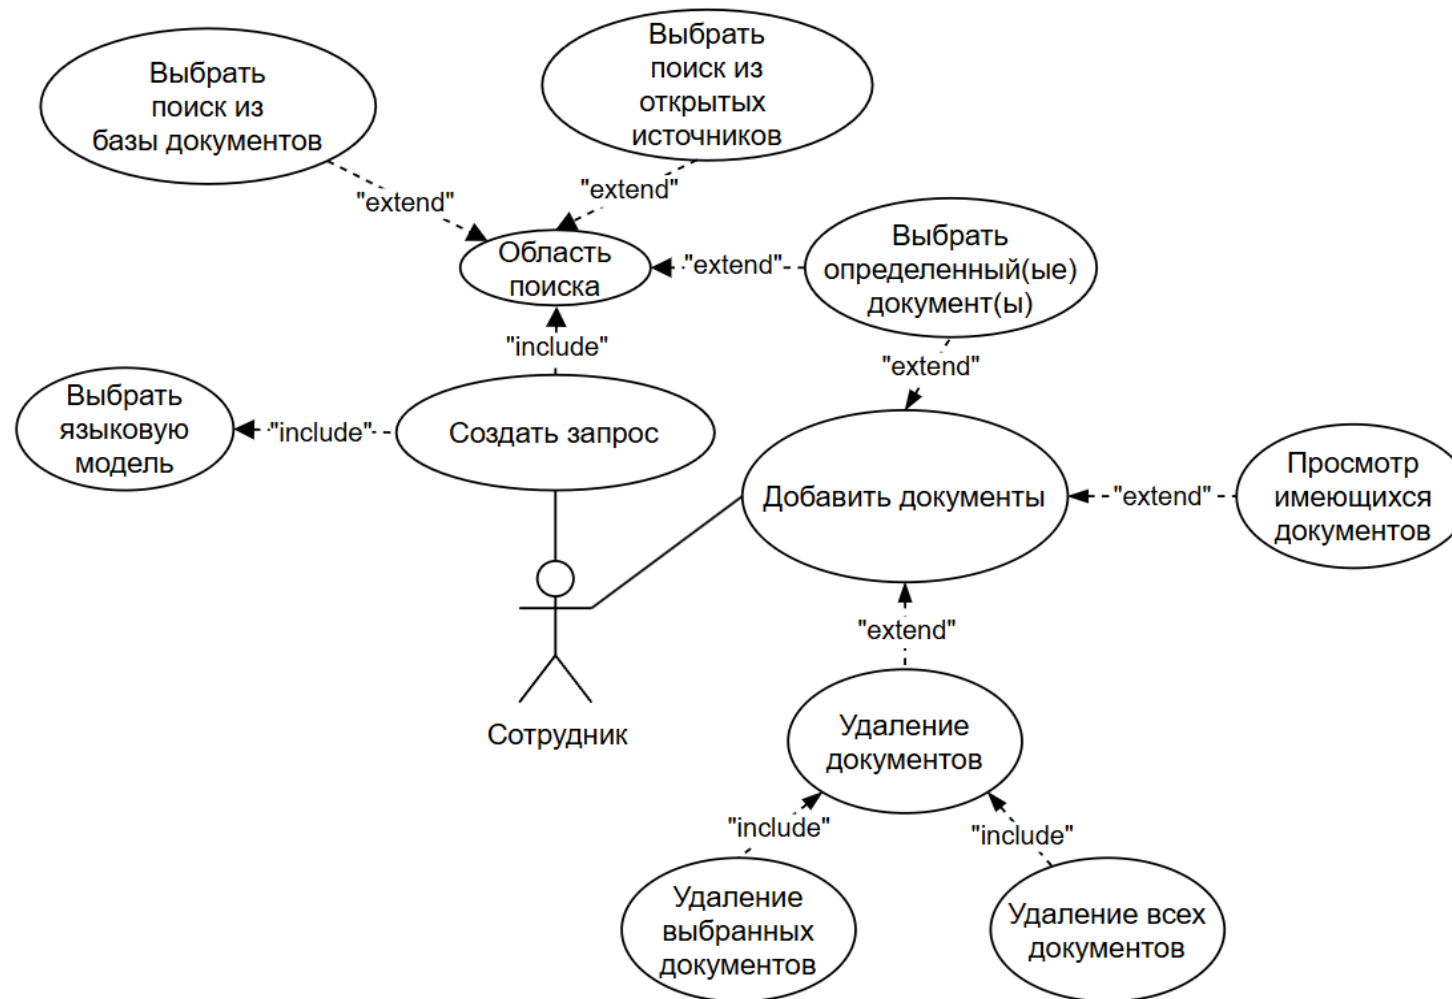 Выбрать
поиск из
базы документов
Выбрать
поиск из
открытых
источников
"extend"
"extend"
Область
поиска
"extend"
Выбрать
определенный(ые)
документ(ы)
"include"
"extend"
Выбрать
языковую
модель
"include"
Создать запрос
Добавить документы
"extend"
Просмотр
имеющихся
документов
"extend"
Сотрудник
Удаление
документов
"include"
"include"
Удаление
выбранных
документов
Удаление всех
документов